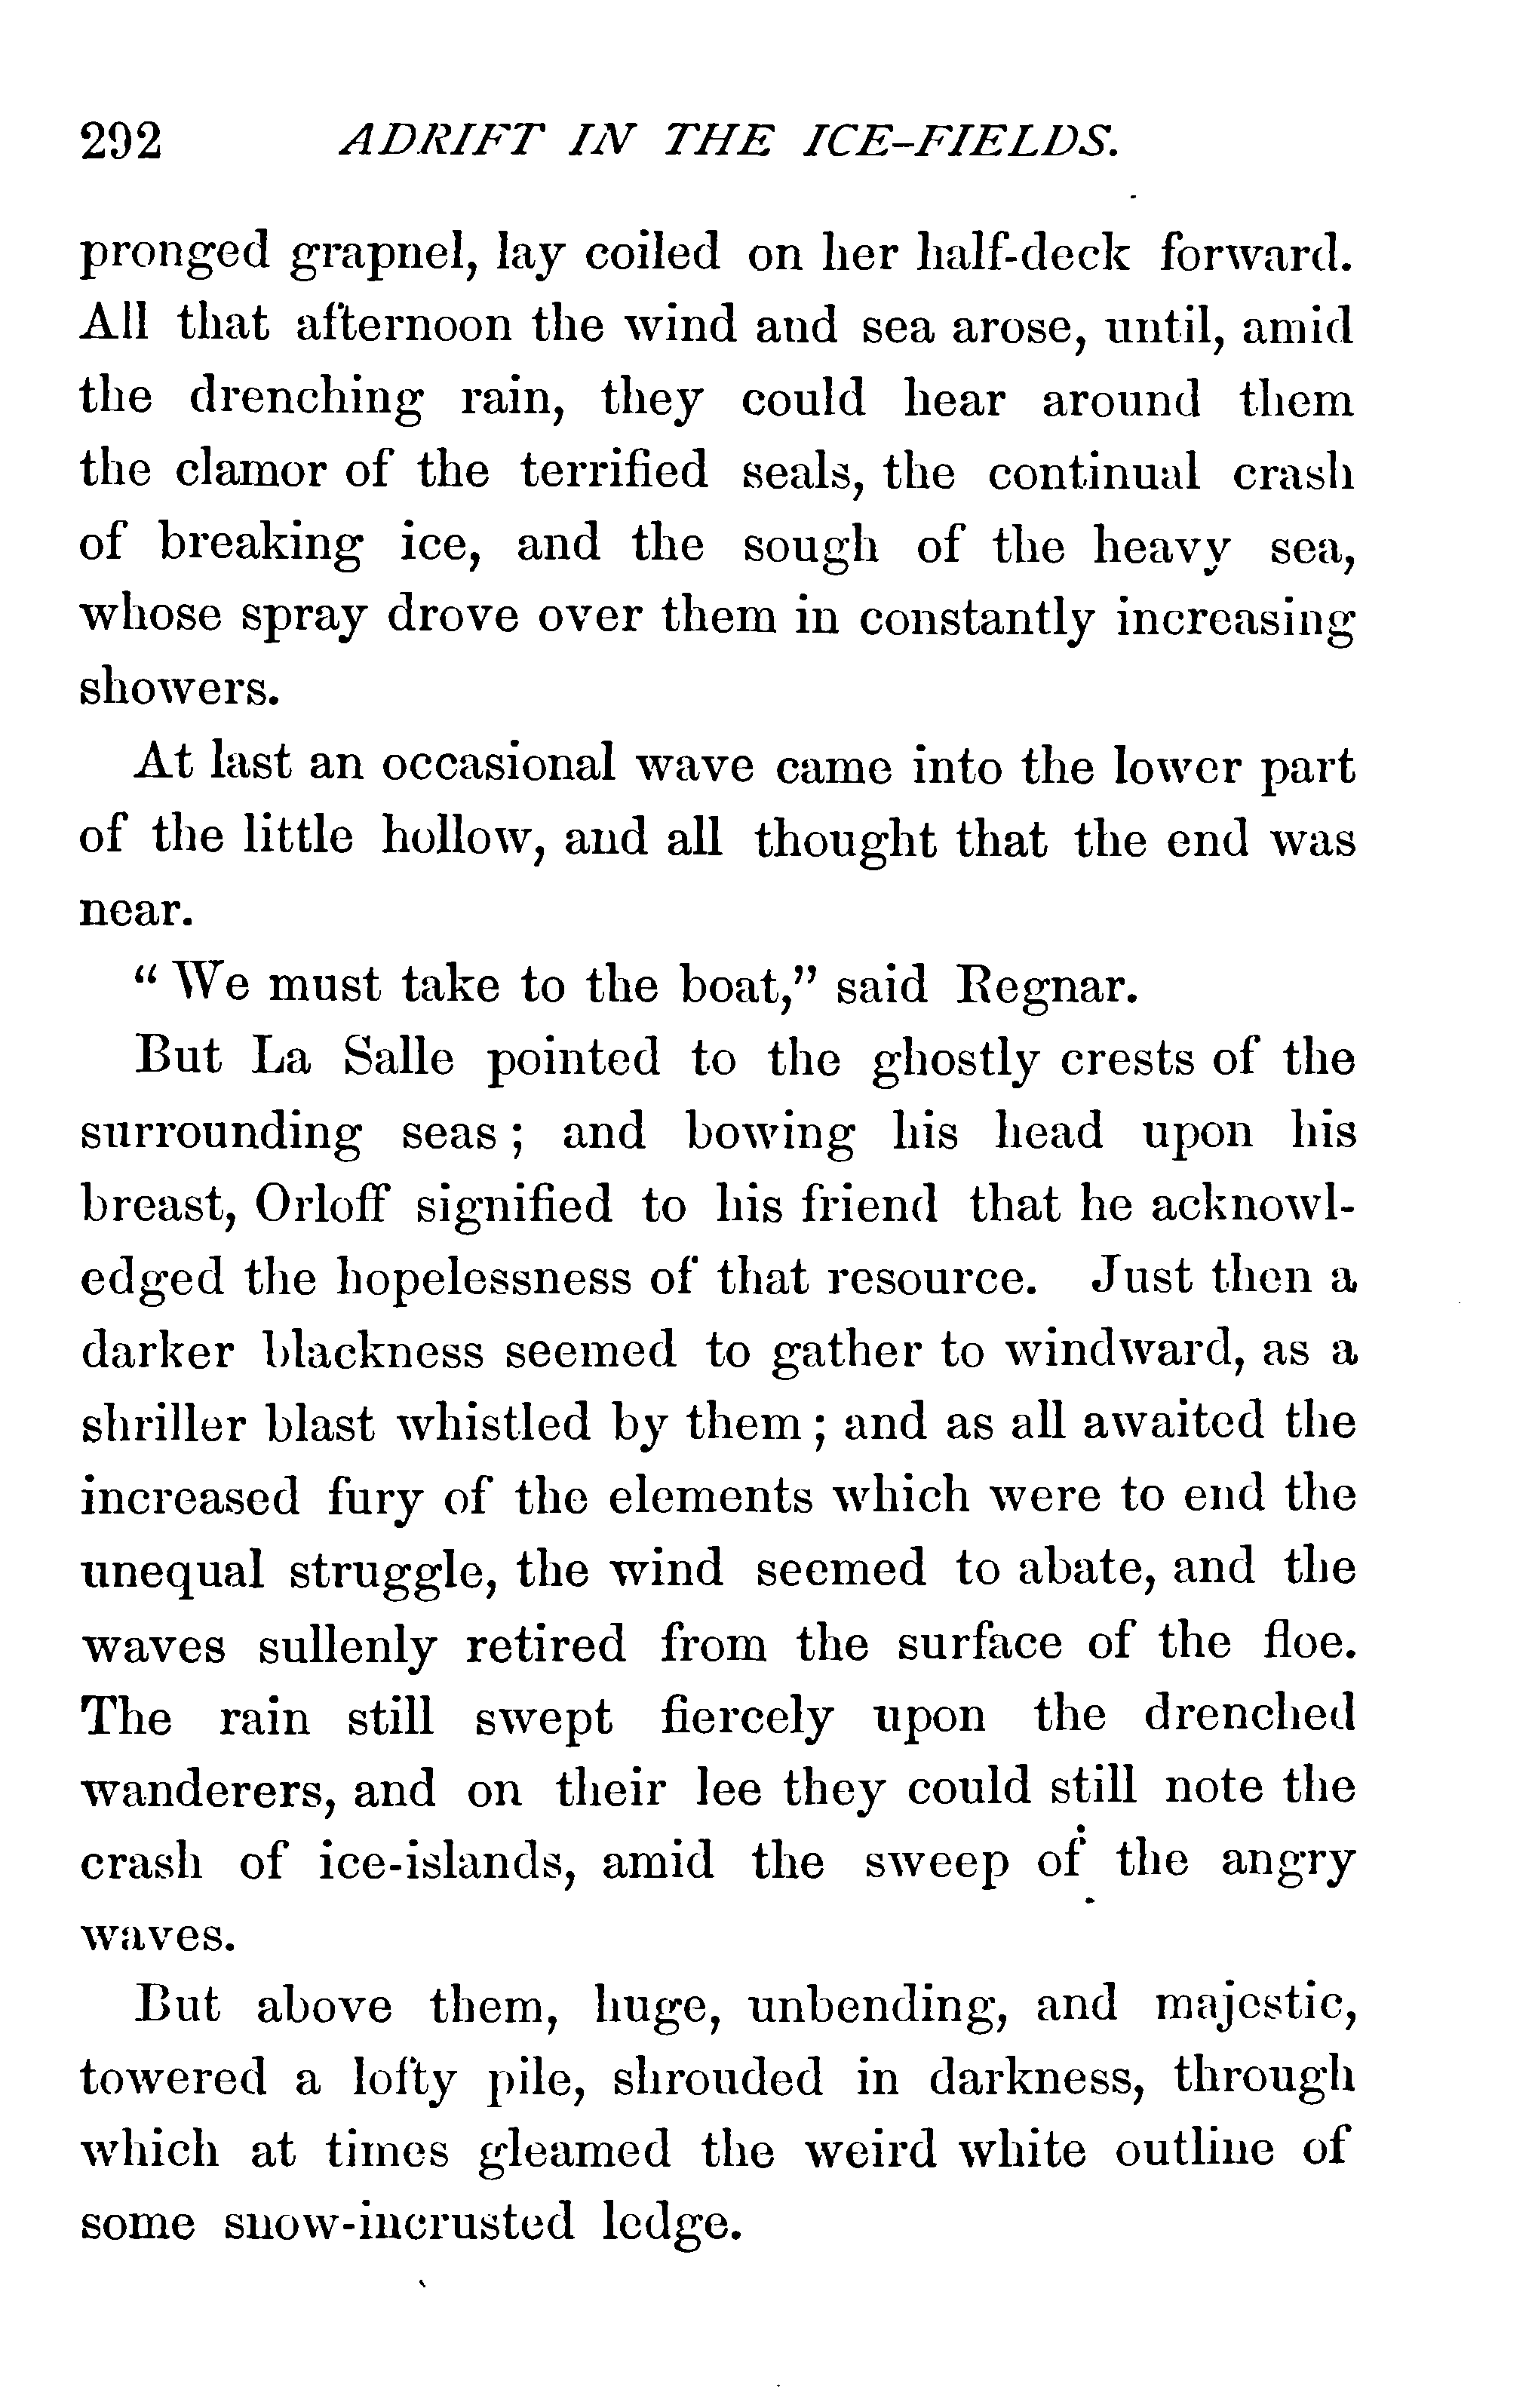 292 ADRIFT IN THE ICE-FIELDS.
pronged grapnel, lay coiled on her half-deck forward.
All that afternoon the wind and sea arose, until, amid
the drenching rain, they could hear around them
the clamor of the terrified seals, the continual crash
of breaking ice, and the sough of the heavy sea,
whose spray drove over them in constantly increasing
showers.
At last an occasional wave came into the lower part
of the little hollow, and all thought that the end was
near.
“ We must take to the boat,” said Regnar.
But La Salle pointed to the ghostly crests of the
surrounding seas ; and bowing his head upon his
breast, Orloff signified to his friend that he acknowl-
edged the hopelessness of that resource. Just then a
darker blackness seemed to gather to windward, as a
shriller blast whistled by them ; and as all awaited the
increased fury of the elements which were to end the
unequal struggle, the wind seemed to abate, and the
waves sullenly retired from the surface of the floe.
The rain still swept fiercely upon the drenched
wanderers, and on their lee they could still note the
crash of ice-islands, amid the sweep of the angry
waves.
But above them, huge, unbending, and majestic,
towered a lofty pile, shrouded in darkness, through
which at times gleamed the weird white outline of
some snow-incrusted ledge.